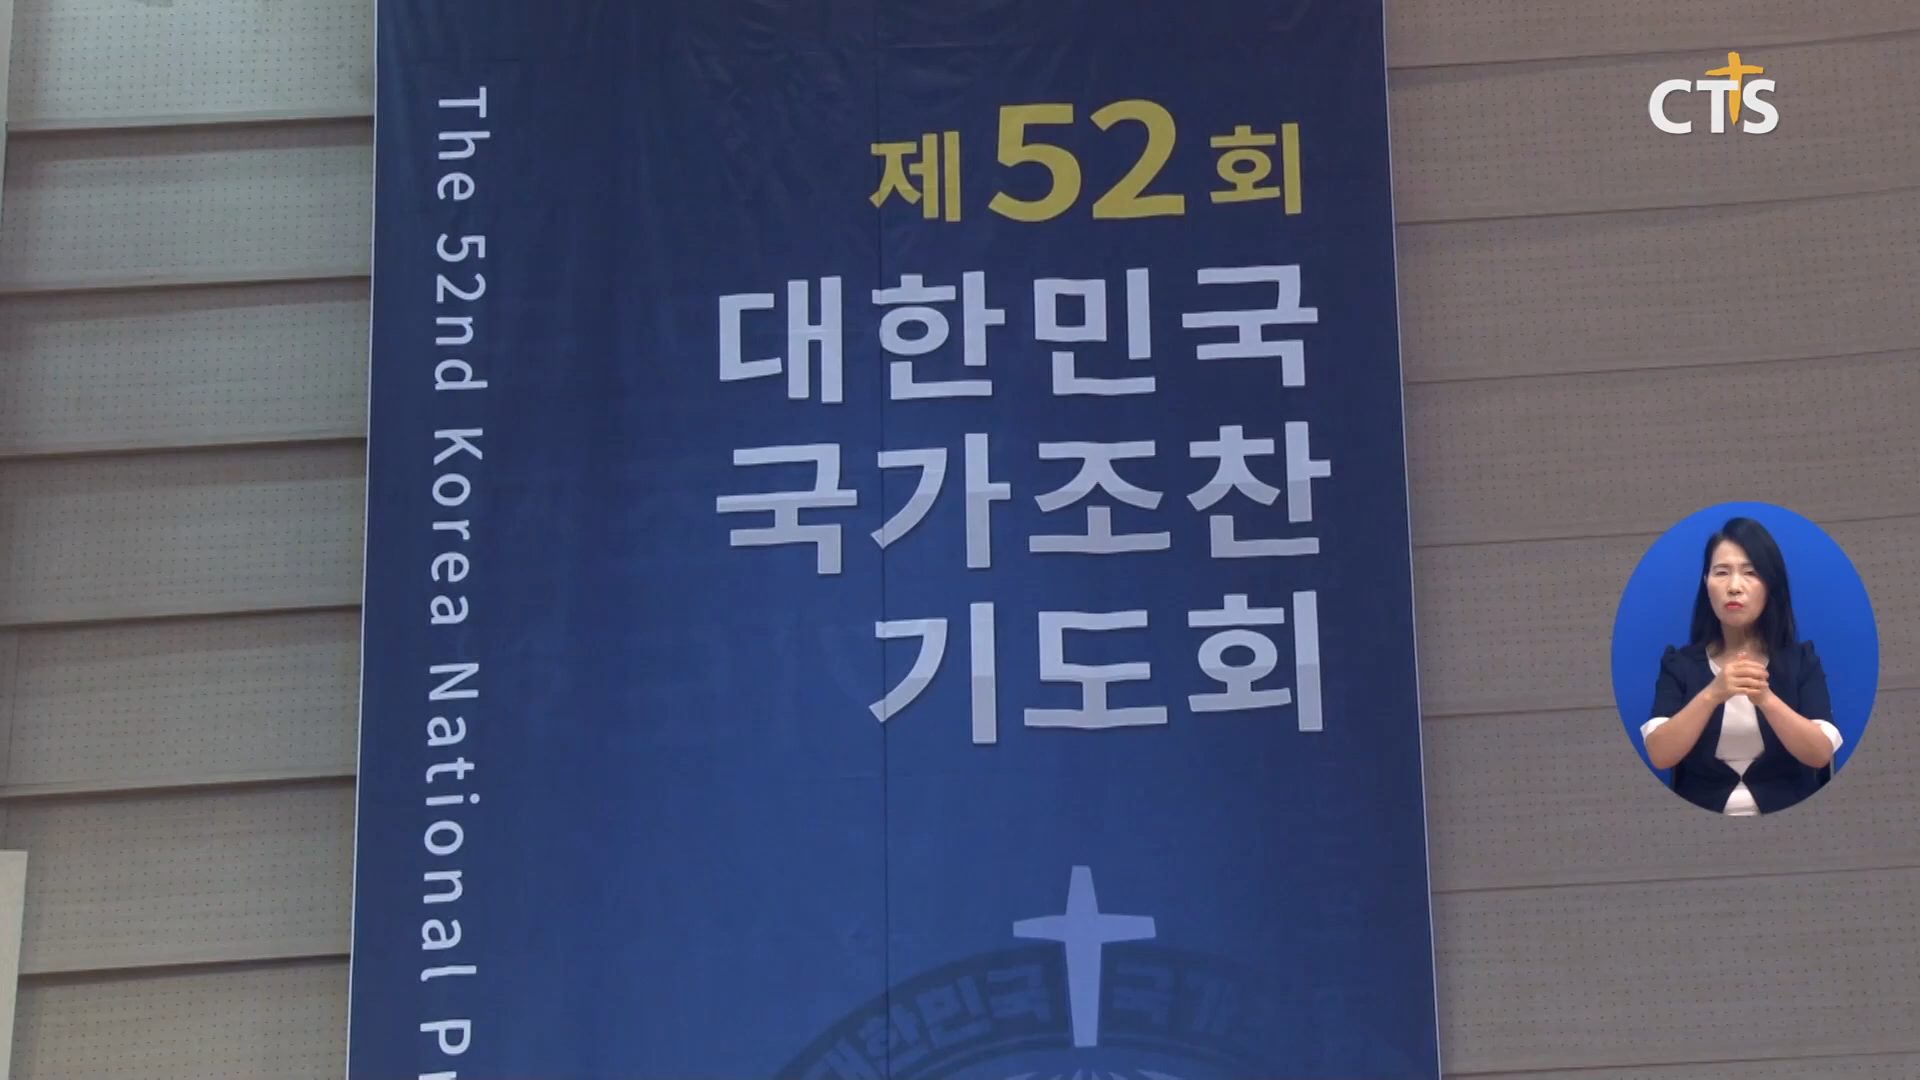 CTS
제52회
대한민국
국가조찬
기도회
The 52nd Korea National
대한민국 국